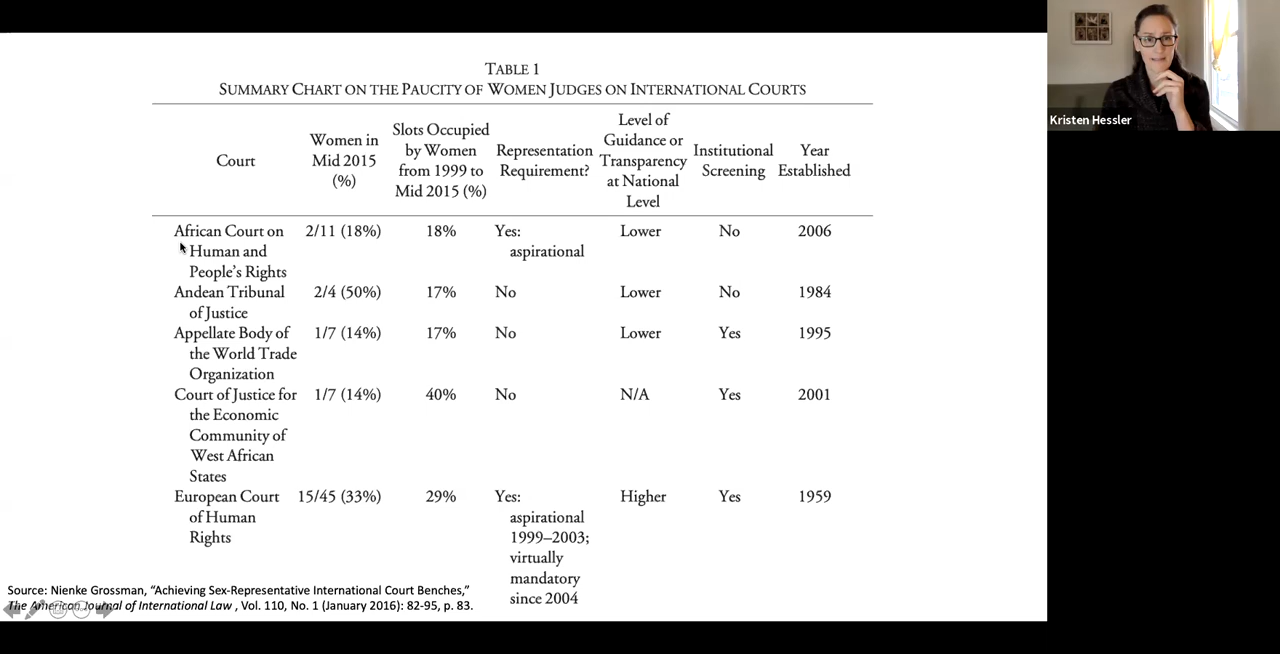 TABLE 1
SUMMARY CHART ON THE PAUCITY OF WOMEN JUDGES ON INTERNATIONAL COURTS
Court
Women in
Mid 2015
(%)
Slots Occupied
by Women
from 1999 to
Mid 2015 (%)
Representation
Requirement?
Level of
Guidance or
Transparency
at National
Level
Institutional
Screening
Year
Established
African Court on 2/11 (18%) 18% Yes: Lower No 2006
Human and aspirational
People’s Rights
Andean Tribunal 2/4 (50%) 17% No Lower No 1984
of Justice
Appellate Body of 1/7 (14%) 17% No Lower Yes 1995
the World Trade
Organization
Court of Justice for 1/7 (14%) 40% No N/A Yes 2001
the Economic
Community of
West African
States
European Court 15/45 (33%) 29% Yes: Higher Yes 1959
of Human aspirational
Rights 1999–2003;
virtually
mandatory
since 2004
Source: Nienke Grossman, “Achieving Sex-Representative International Court Benches,”
The American Journal of International Law , Vol. 110, No. 1 (January 2016): 82-95, p. 83.
Kristen Hessler